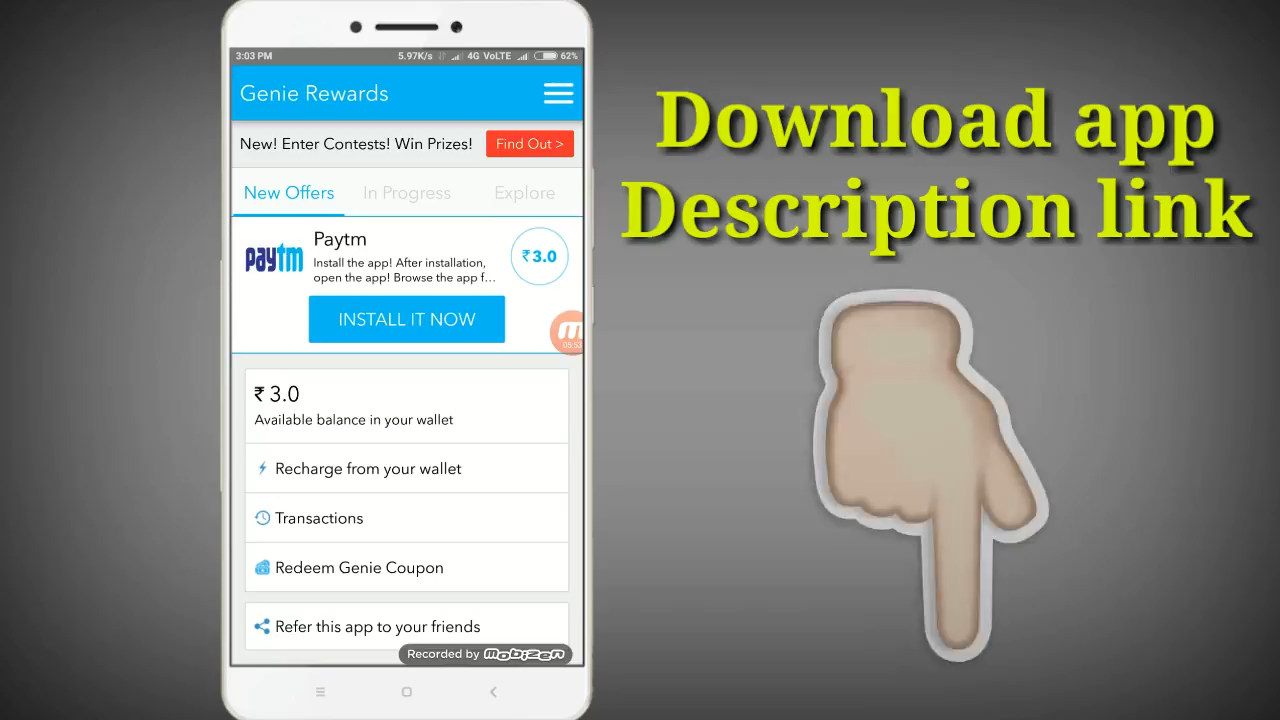 3:03 PM 5.97K/s 4G VoLTE 62%
Genie Rewards
New! Enter Contests! Win Prizes! Find Out >
New Offers In Progress Explore
paytm
Paytm
Install the app! After installation,
open the app! Browse the app f...
₹3.0
INSTALL IT NOW
05:53
₹ 3.0
Available balance in your wallet
Recharge from your wallet
Transactions
Redeem Genie Coupon
Refer this app to your friends
Recorded by mobizen
Download app
Description link